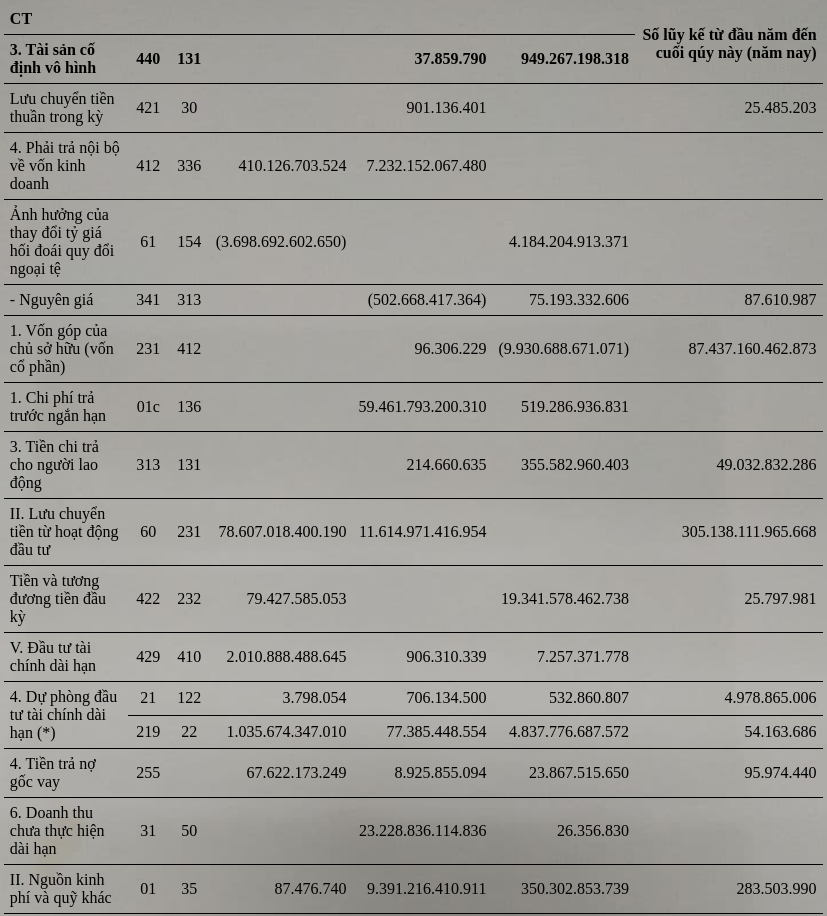 CT
Số lũy kế từ đầu năm đến
cuối qúy này (năm nay)
3. Tài sản cố
định vô hình 440 131 37.859.790 949.267.198.318
Lưu chuyển tiền
thuần trong kỳ 421 30 901.136.401 25.485.203
4. Phải trả nội bộ
về vốn kinh
doanh 412 336 410.126.703.524 7.232.152.067.480
Ảnh hưởng của
thay đổi tỷ giá
hối đoái quy đổi
ngoại tệ 61 154 (3.698.692.602.650) 4.184.204.913.371
- Nguyên giá 341 313 (502.668.417.364) 75.193.332.606 87.610.987
1. Vốn góp của
chủ sở hữu (vốn
cổ phần) 231 412 96.306.229 (9.930.688.671.071) 87.437.160.462.873
1. Chi phí trả
trước ngắn hạn 01c 136 59.461.793.200.310 519.286.936.831
3. Tiền chi trả
cho người lao
động 313 131 214.660.635 355.582.960.403 49.032.832.286
II. Lưu chuyển
tiền từ hoạt động
đầu tư 60 231 78.607.018.400.190 11.614.971.416.954 305.138.111.965.668
Tiền và tương
đương tiền đầu
kỳ 422 232 79.427.585.053 19.341.578.462.738 25.797.981
V. Đầu tư tài
chính dài hạn 429 410 2.010.888.488.645 906.310.339 7.257.371.778
4. Dự phòng đầu
tư tài chính dài
hạn (*) 21 122 3.798.054 706.134.500 532.860.807 4.978.865.006
219 22 1.035.674.347.010 77.385.448.554 4.837.776.687.572 54.163.686
4. Tiền trả nợ
gốc vay 255 67.622.173.249 8.925.855.094 23.867.515.650 95.974.440
6. Doanh thu
chưa thực hiện
dài hạn 31 50 23.228.836.114.836 26.356.830
II. Nguồn kinh
phí và quỹ khác 01 35 87.476.740 9.391.216.410.911 350.302.853.739 283.503.990